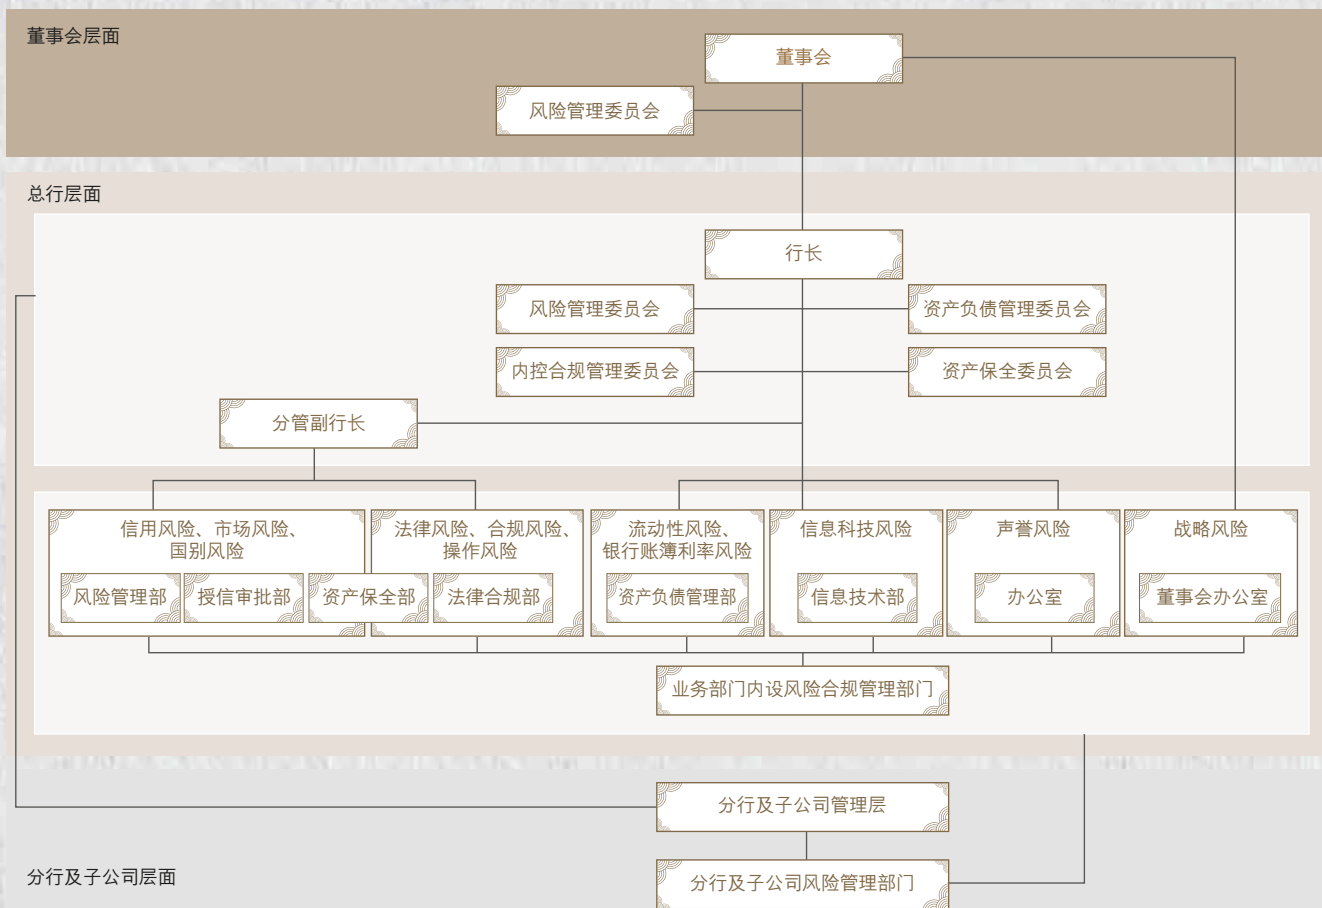 董事会层面
董事会
风险管理委员会
总行层面
行长
风险管理委员会
资产负债管理委员会
内控合规管理委员会
资产保全委员会
分管副行长
信用风险、市场风险、
国别风险
法律风险、合规风险、
操作风险
流动性风险、
银行账簿利率风险
信息科技风险
声誉风险
战略风险
风险管理部
授信审批部
资产保全部
法律合规部
资产负债管理部
信息技术部
办公室
董事会办公室
业务部门内设风险合规管理部门
分行及子公司管理层
分行及子公司层面
分行及子公司风险管理部门